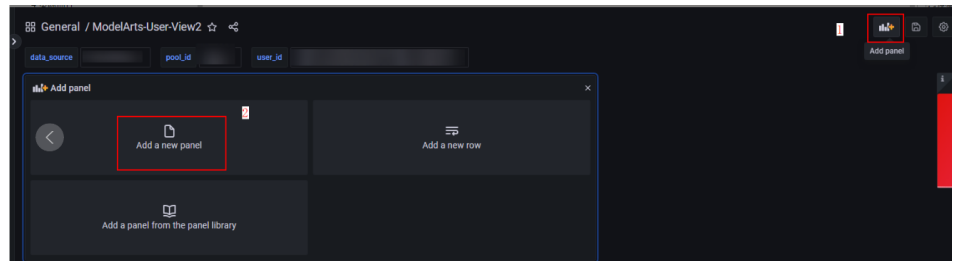 General / ModelArts-User-View2
1
Add panel
data_source pool_id user_id
Add panel
2
Add a new panel
Add a new row
Add a panel from the panel library